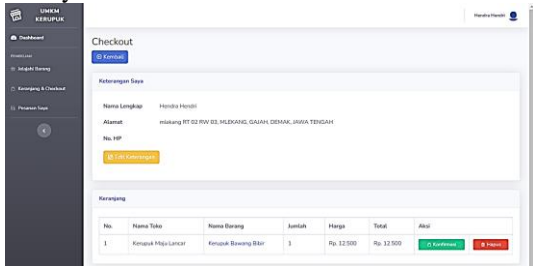 UMKM
KERUPUK
Hendra Hendri
Dashboard
Jelajahi Barang
Keranjang & Checkout
Pesanan Saya
Checkout
Kembali
Keterangan Saya
Nama Lengkap Hendra Hendri
Alamat mlekang RT 02 RW 03, MLEKANG, GAJAH, DEMAK, JAWA TENGAH
No. HP
Edit Keterangan
Keranjang
No. Nama Toko Nama Barang Jumlah Harga Total Aksi
1 Kerupuk Maju Lancar Kerupuk Bawang Biler 1 Rp. 12.500 Rp. 12.500 Konfirmasi Hapus